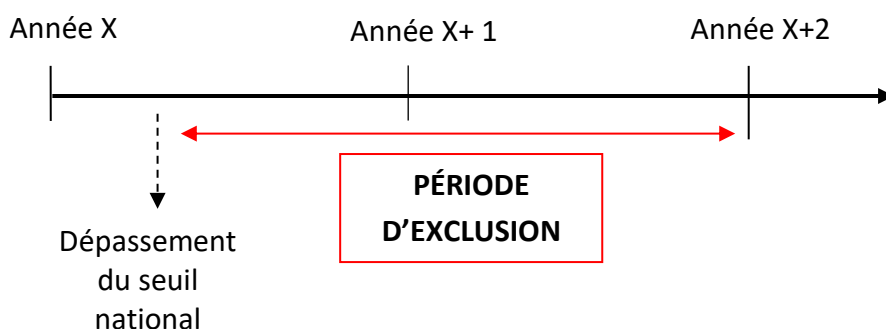 Année X
Année X+ 1
Année X+2
PÉRIODE
D’EXCLUSION
Dépassement
du seuil
national